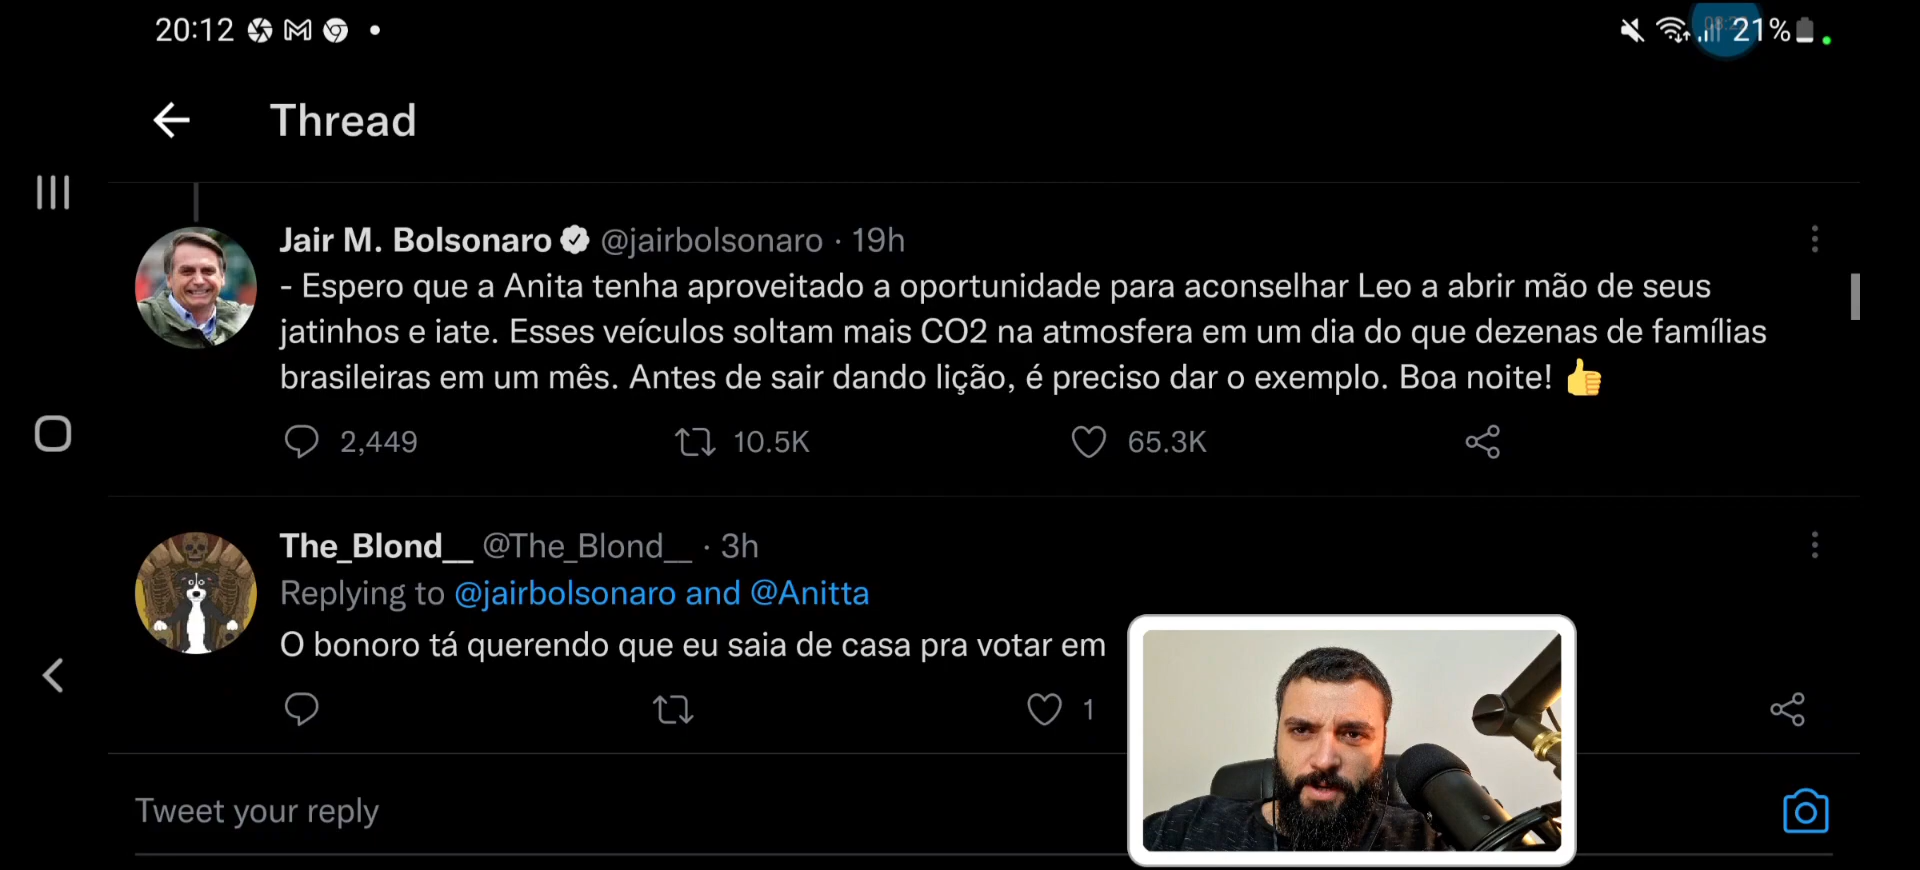 20:12
21%
Thread
Jair M. Bolsonaro @jairbolsonaro · 19h
- Espero que a Anita tenha aproveitado a oportunidade para aconselhar Leo a abrir mão de seus
jatinhos e iate. Esses veículos soltam mais CO2 na atmosfera em um dia do que dezenas de famílias
brasileiras em um mês. Antes de sair dando lição, é preciso dar o exemplo. Boa noite! 👍
2,449 10.5K 65.3K
The_Blond__ @The_Blond__ · 3h
Replying to @jairbolsonaro and @Anitta
O bonoro tá querendo que eu saia de casa pra votar em
1
Tweet your reply